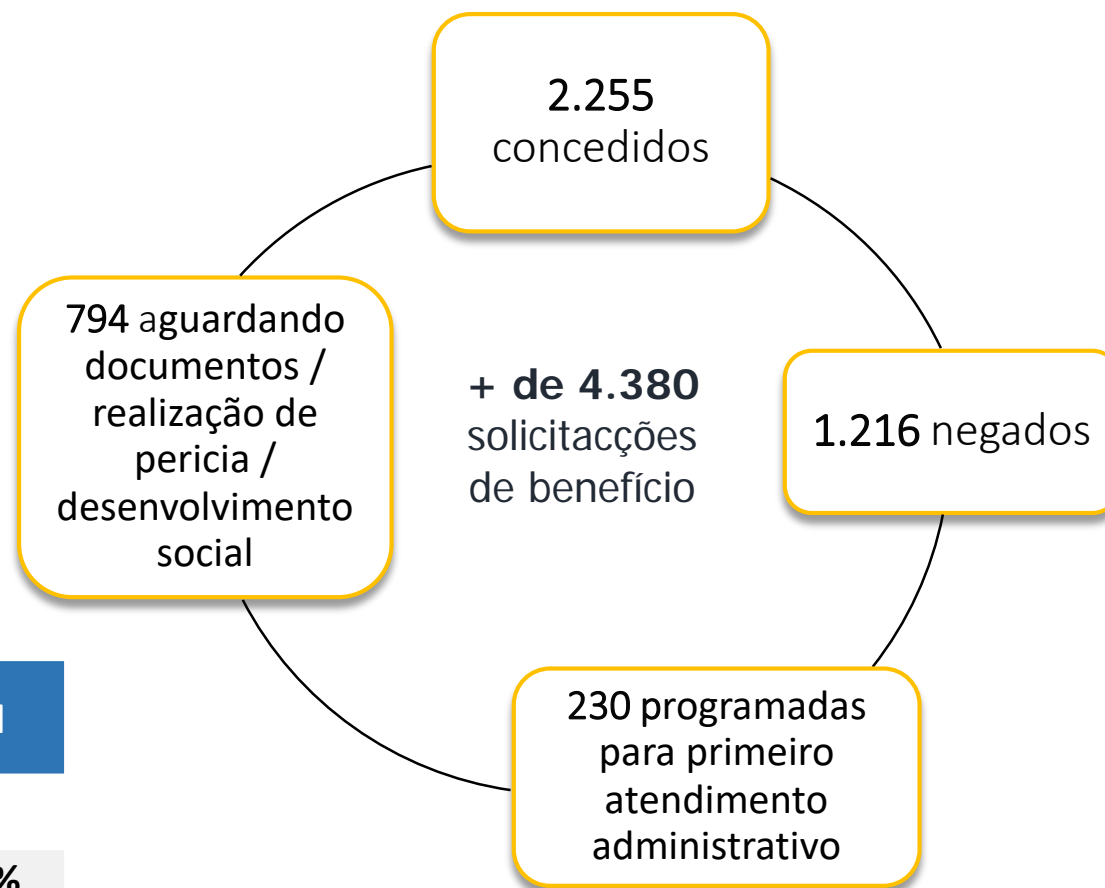 2.255
concedidos
794 aguardando
documentos /
realização de
pericia /
desenvolvimento
social
+ de 4.380
solicitacções
de benefício
1.216 negados
230 programadas
para primeiro
atendimento
administrativo
%